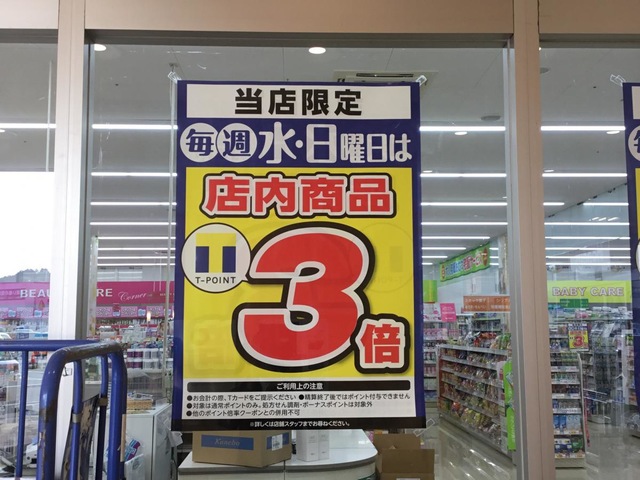 当店限定
毎週水・日曜日は
店内商品
T-POINT
3倍
ご利用上の注意
●お会計の際、Tカードをご提示ください ●精算終了後ではポイント付与できません
●対象は通常ポイントのみ。処方せん調剤・ボーナスポイントは対象外
●他のポイント倍率クーポンとの併用不可
※詳しくは店舗スタッフまでお尋ねください。
BEAU
CARE
Corner
BABY CARE